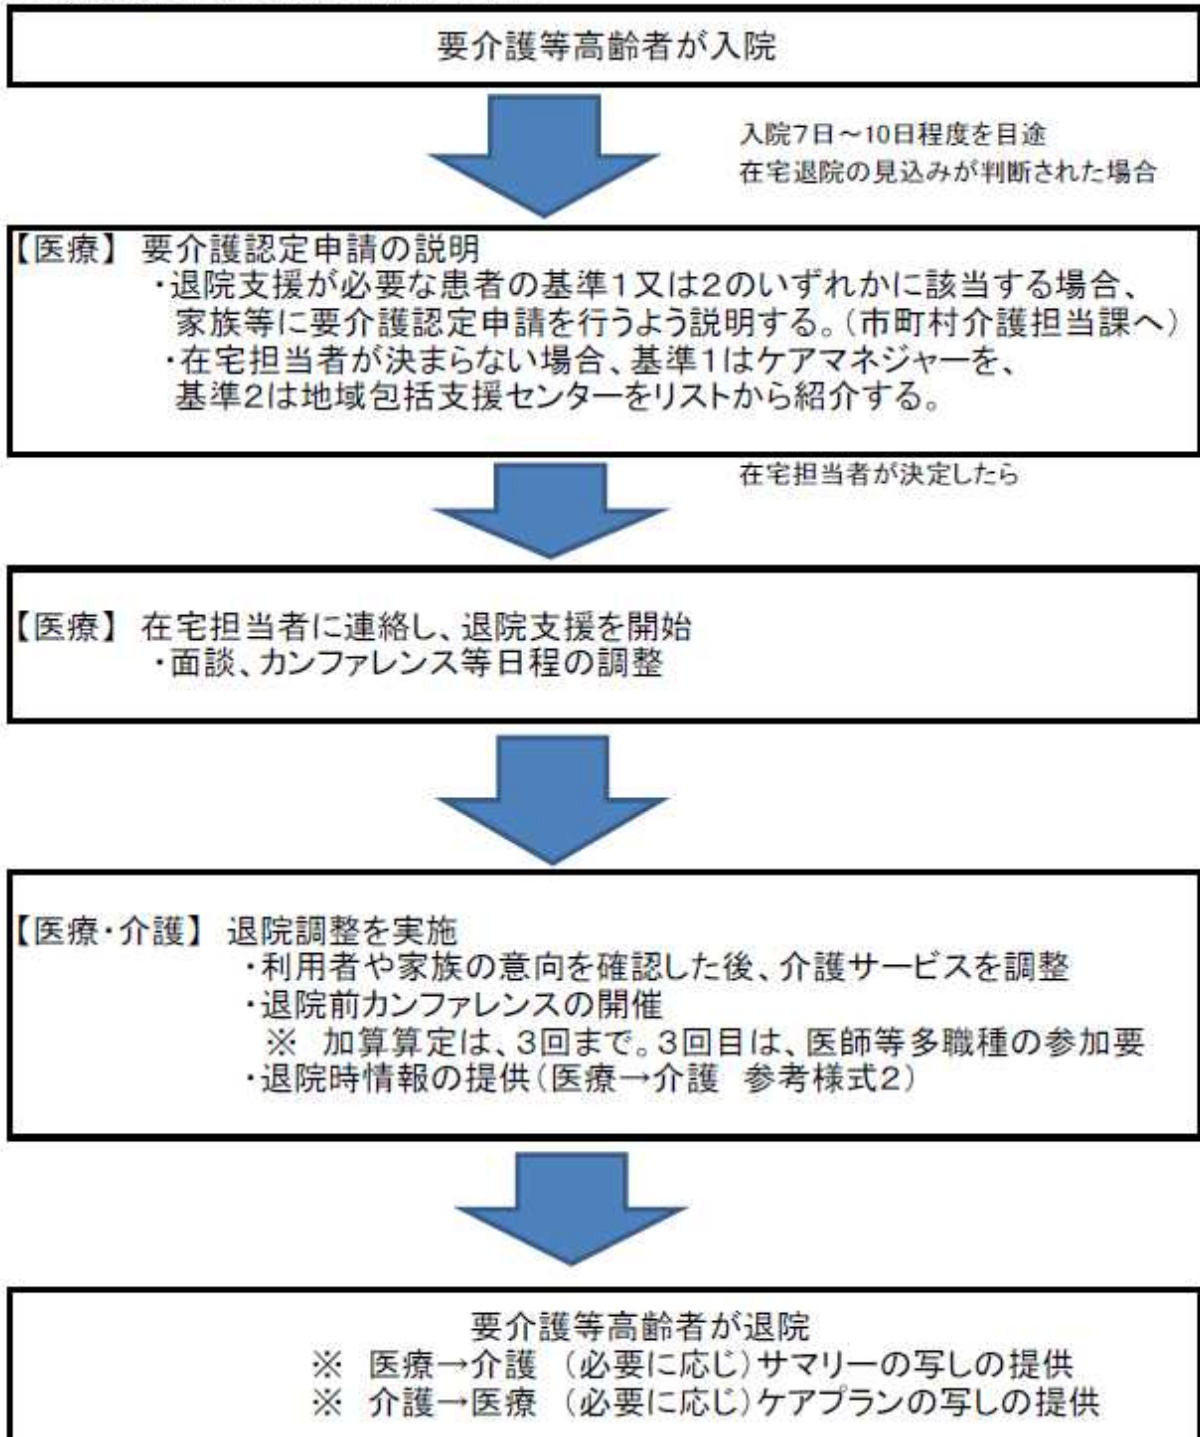 要介護等高齢者が入院
入院7日～10日程度を目途
在宅退院の見込みが判断された場合
【医療】 要介護認定申請の説明
・退院支援が必要な患者の基準1又は2のいずれかに該当する場合、
家族等に要介護認定申請を行うよう説明する。(市町村介護担当課へ)
・在宅担当者が決まらない場合、基準1はケアマネジャーを、
基準2は地域包括支援センターをリストから紹介する。
在宅担当者が決定したら
【医療】 在宅担当者に連絡し、退院支援を開始
・面談、カンファレンス等日程の調整
【医療・介護】 退院調整を実施
・利用者や家族の意向を確認した後、介護サービスを調整
・退院前カンファレンスの開催
※ 加算算定は、3回まで。3回目は、医師等多職種の参加要
・退院時情報の提供(医療→介護 参考様式2)
要介護等高齢者が退院
※ 医療→介護 (必要に応じ)サマリーの写しの提供
※ 介護→医療 (必要に応じ)ケアプランの写しの提供